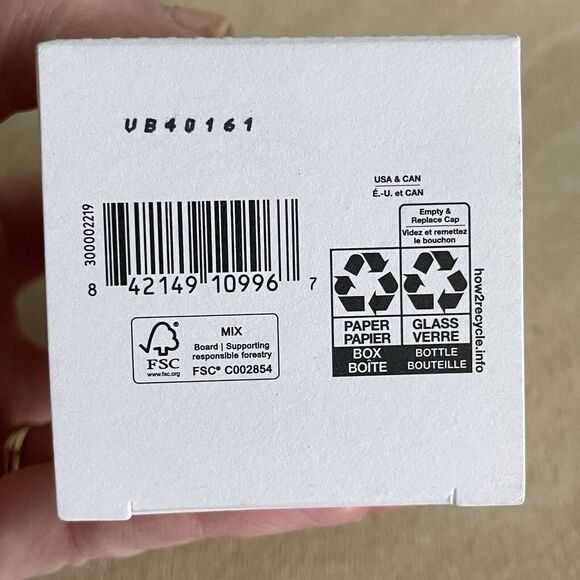 VB40161
USA & CAN
É.-U. et CAN
300002219
8 42149 10996 7
Empty &
Replace Cap
Videz et remettez
le bouchon
PAPER
PAPIER
BOX
BOÎTE
GLASS
VERRE
BOTTLE
BOUTEILLE
how2recycle.info
FSC
www.fsc.org
MIX
Board | Supporting
responsible forestry
FSC® C002854